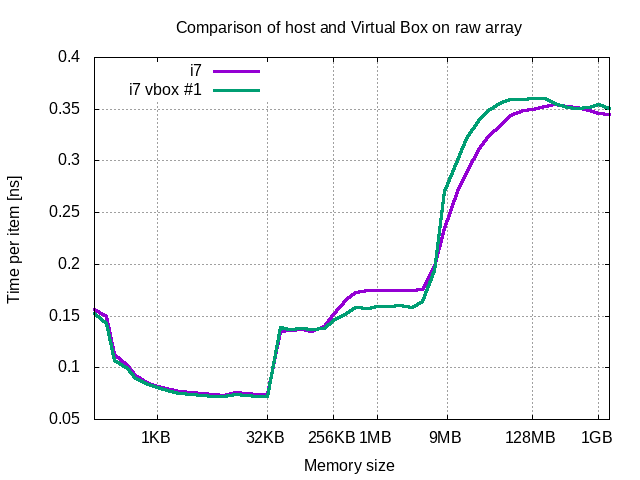 Comparison of host and Virtual Box on raw array
0.4
0.35
0.3
0.25
0.2
0.15
0.1
0.05
Time per item [ns]
i7
i7 vbox #1
1KB 32KB 256KB 1MB 9MB 128MB 1GB
Memory size